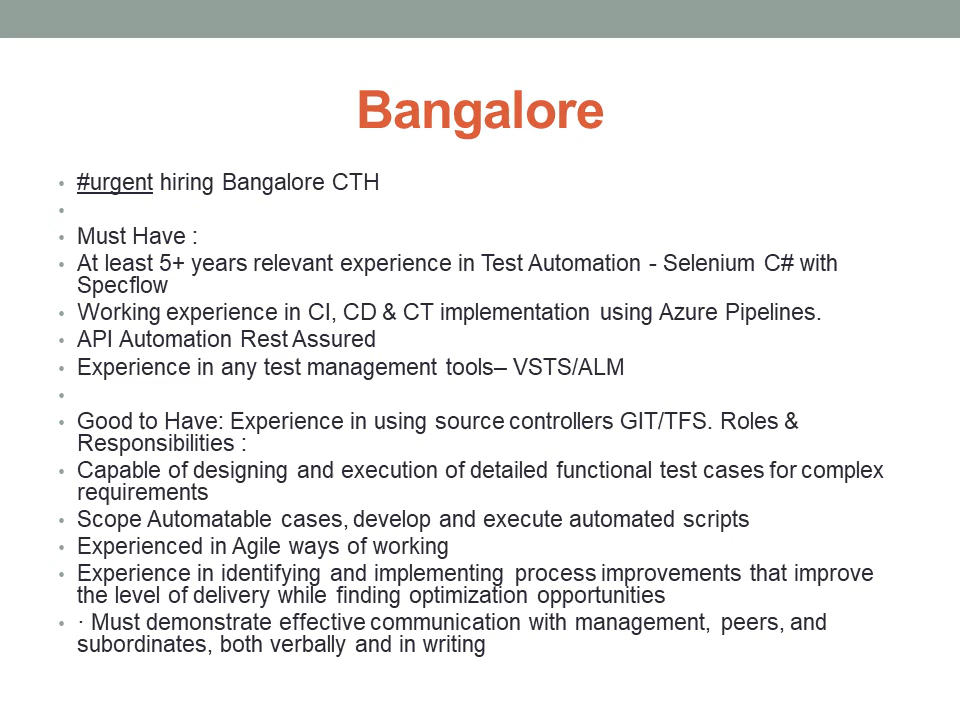 Bangalore
• #urgent hiring Bangalore CTH
•
• Must Have :
• At least 5+ years relevant experience in Test Automation - Selenium C# with
Specflow
• Working experience in CI, CD & CT implementation using Azure Pipelines.
• API Automation Rest Assured
• Experience in any test management tools– VSTS/ALM
•
• Good to Have: Experience in using source controllers GIT/TFS. Roles &
Responsibilities :
• Capable of designing and execution of detailed functional test cases for complex
requirements
• Scope Automatable cases, develop and execute automated scripts
• Experienced in Agile ways of working
• Experience in identifying and implementing process improvements that improve
the level of delivery while finding optimization opportunities
• · Must demonstrate effective communication with management, peers, and
subordinates, both verbally and in writing